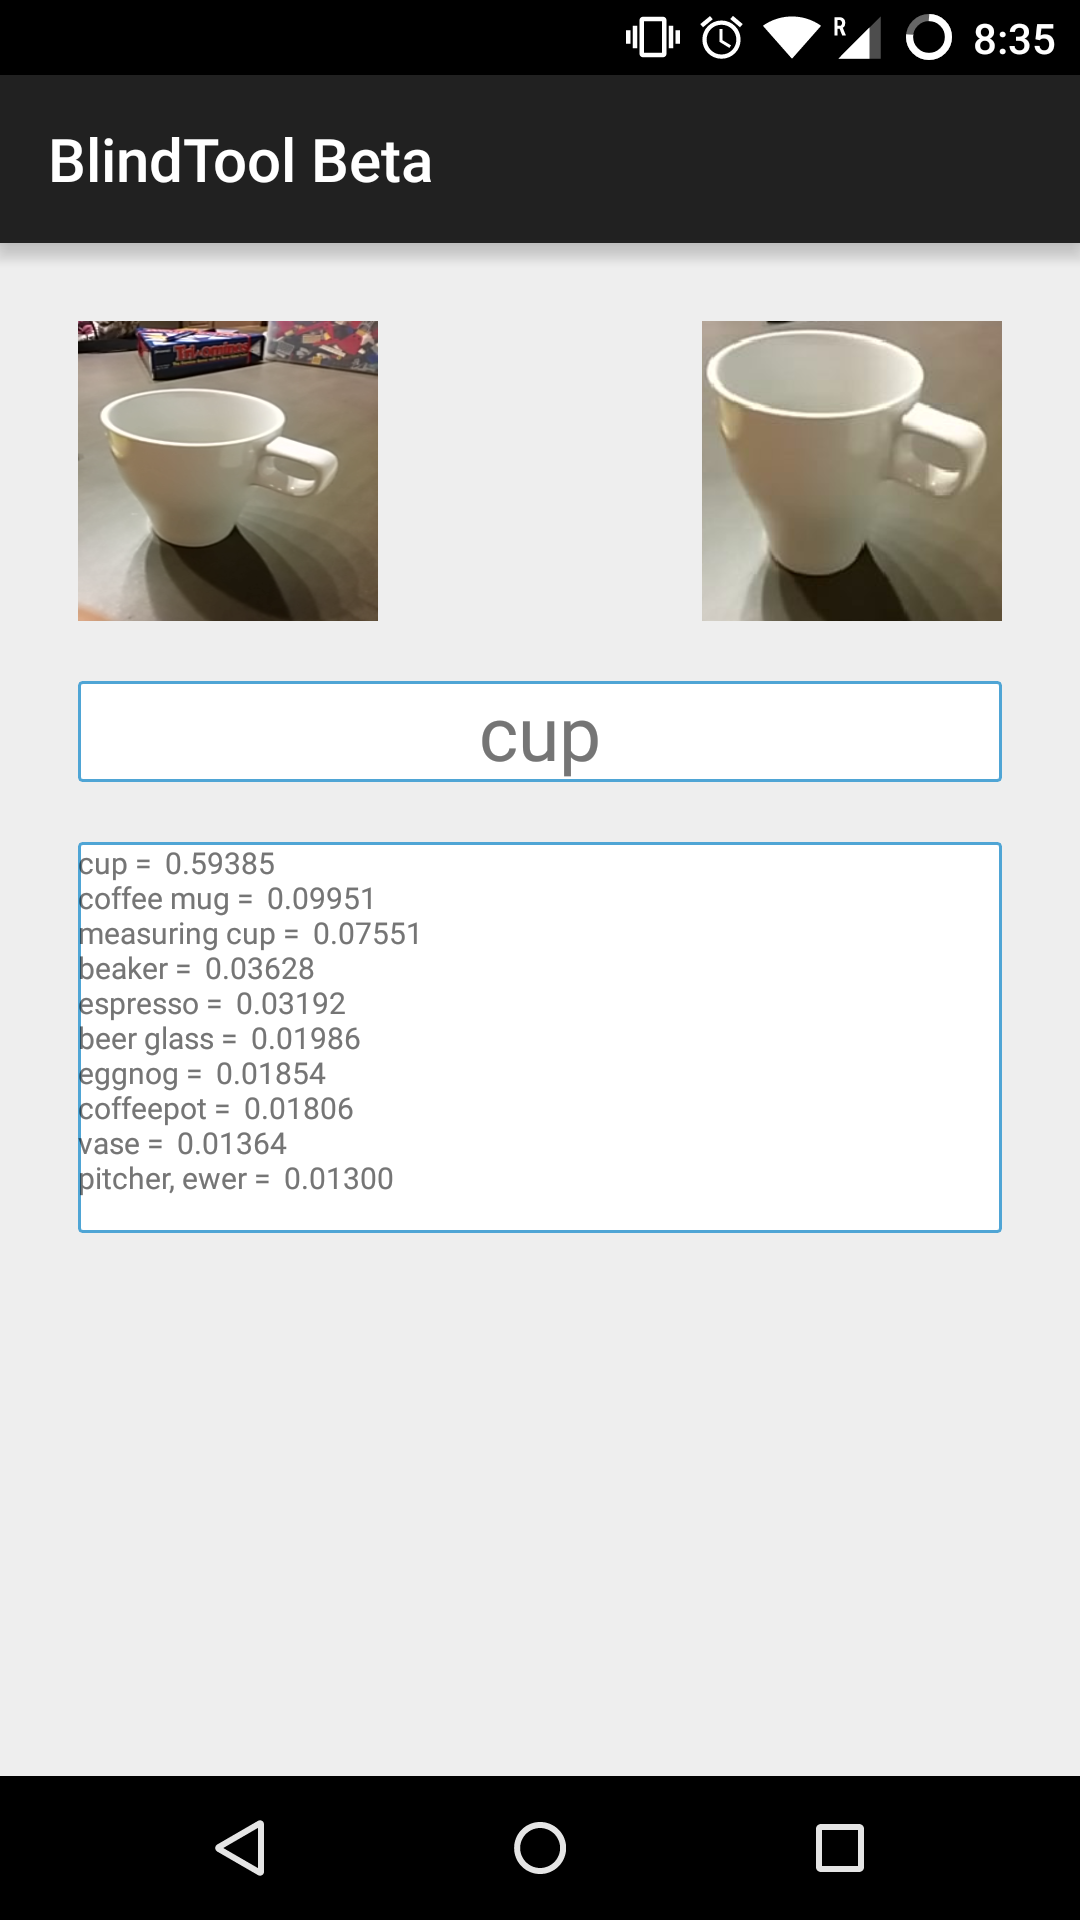 R 8:35
BlindTool Beta
Tri-ominos
cup
cup = 0.59385
coffee mug = 0.09951
measuring cup = 0.07551
beaker = 0.03628
espresso = 0.03192
beer glass = 0.01986
eggnog = 0.01854
coffeepot = 0.01806
vase = 0.01364
pitcher, ewer = 0.01300